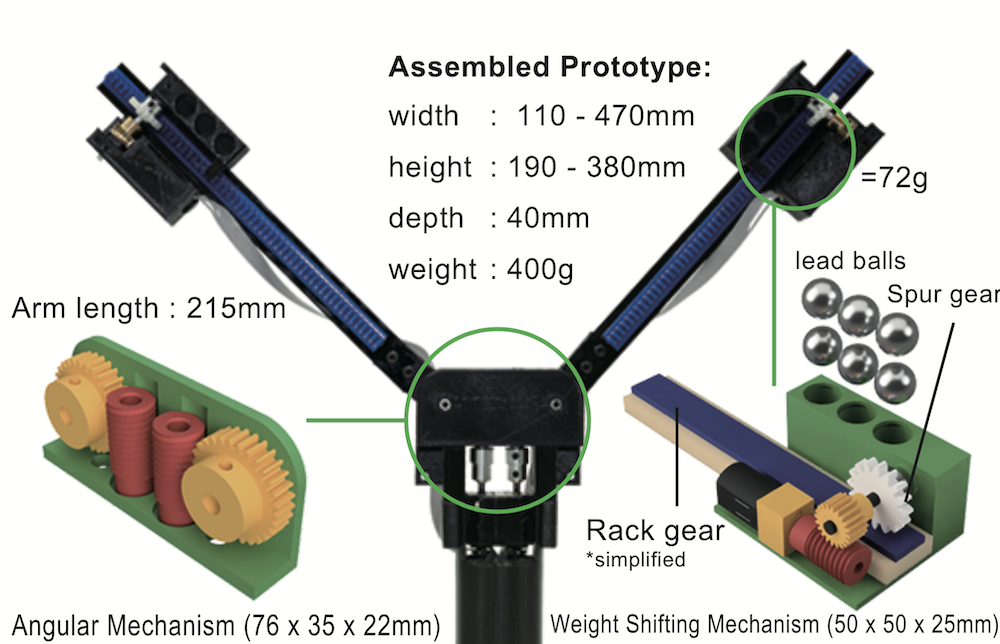 Assembled Prototype:
width : 110 - 470mm
height : 190 - 380mm
depth : 40mm
weight : 400g
=72g
lead balls
Spur gear
Arm length : 215mm
Rack gear
*simplified
Angular Mechanism (76 x 35 x 22mm)
Weight Shifting Mechanism (50 x 50 x 25mm)